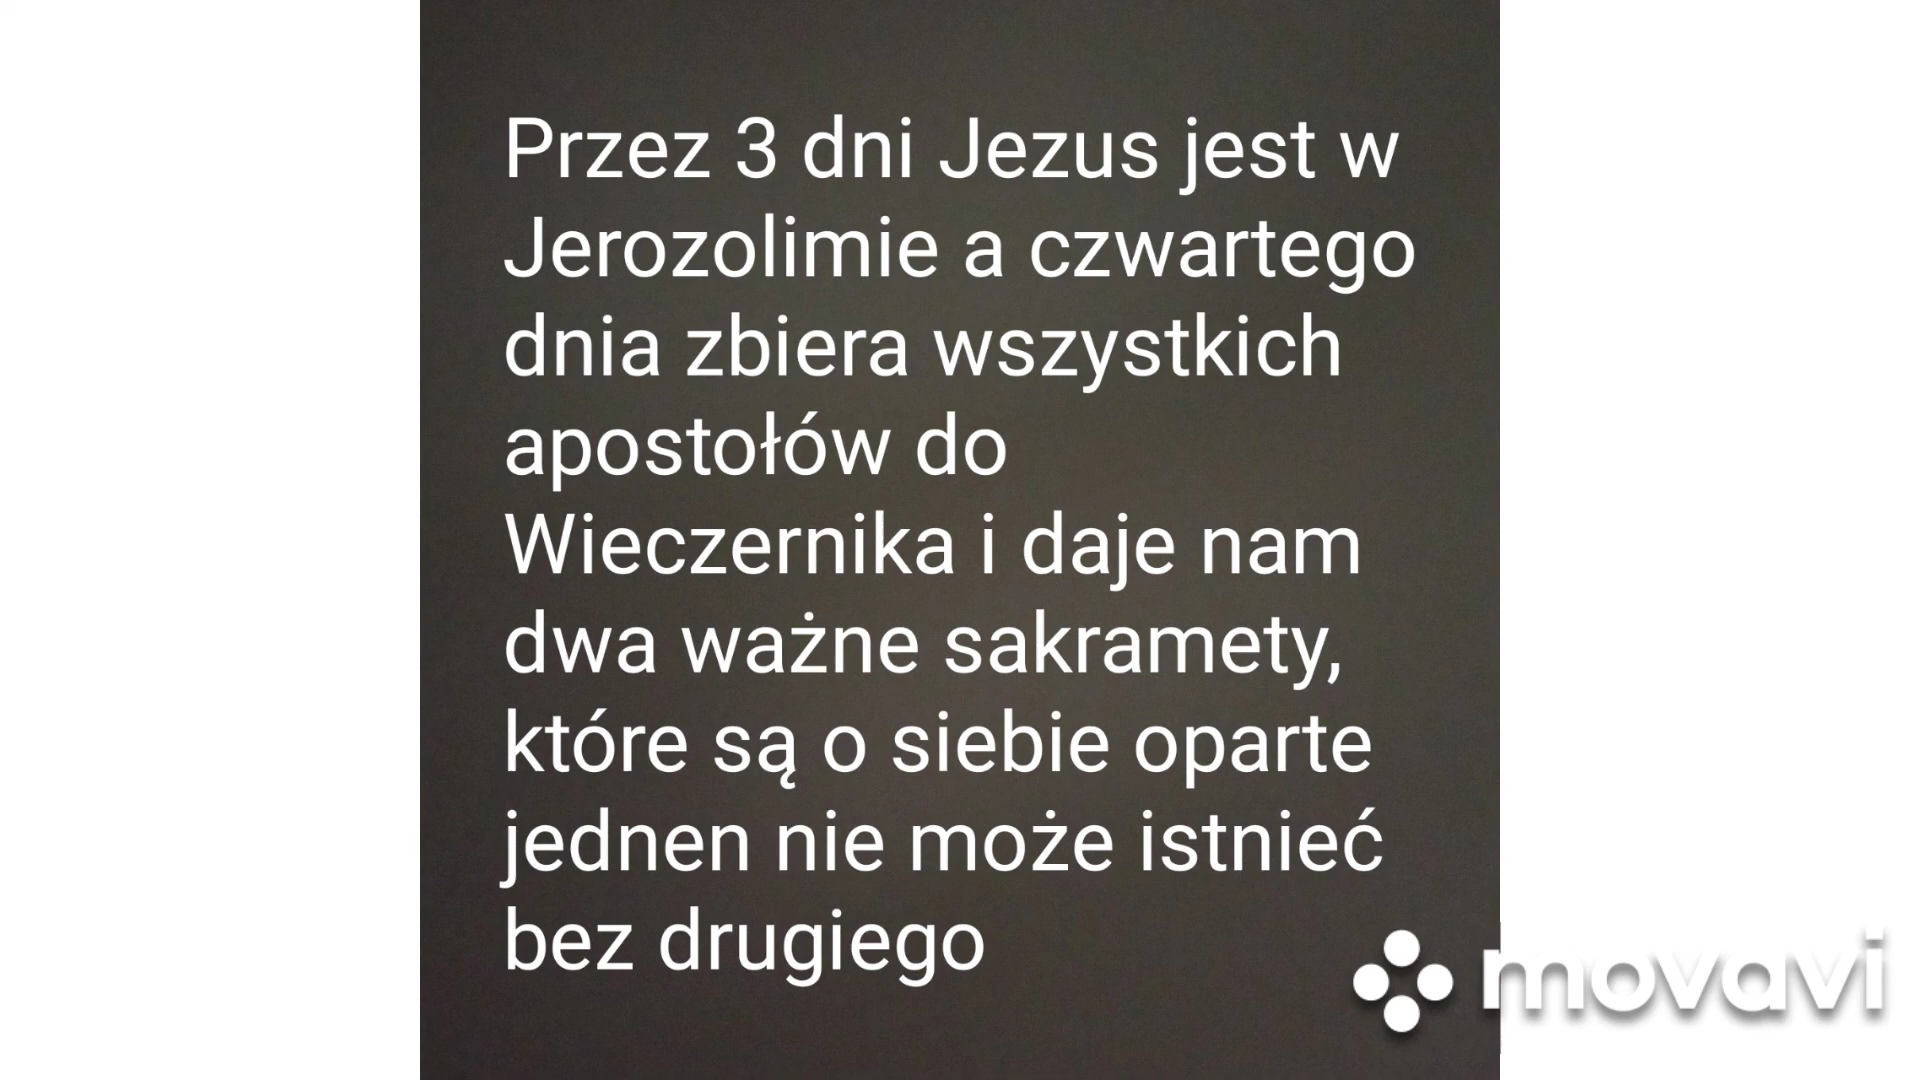 Przez 3 dni Jezus jest w
Jerozolimie a czwartego
dnia zbiera wszystkich
apostołów do
Wieczernika i daje nam
dwa ważne sakramety,
które są o siebie oparte
jednen nie może istnieć
bez drugiego
movavi